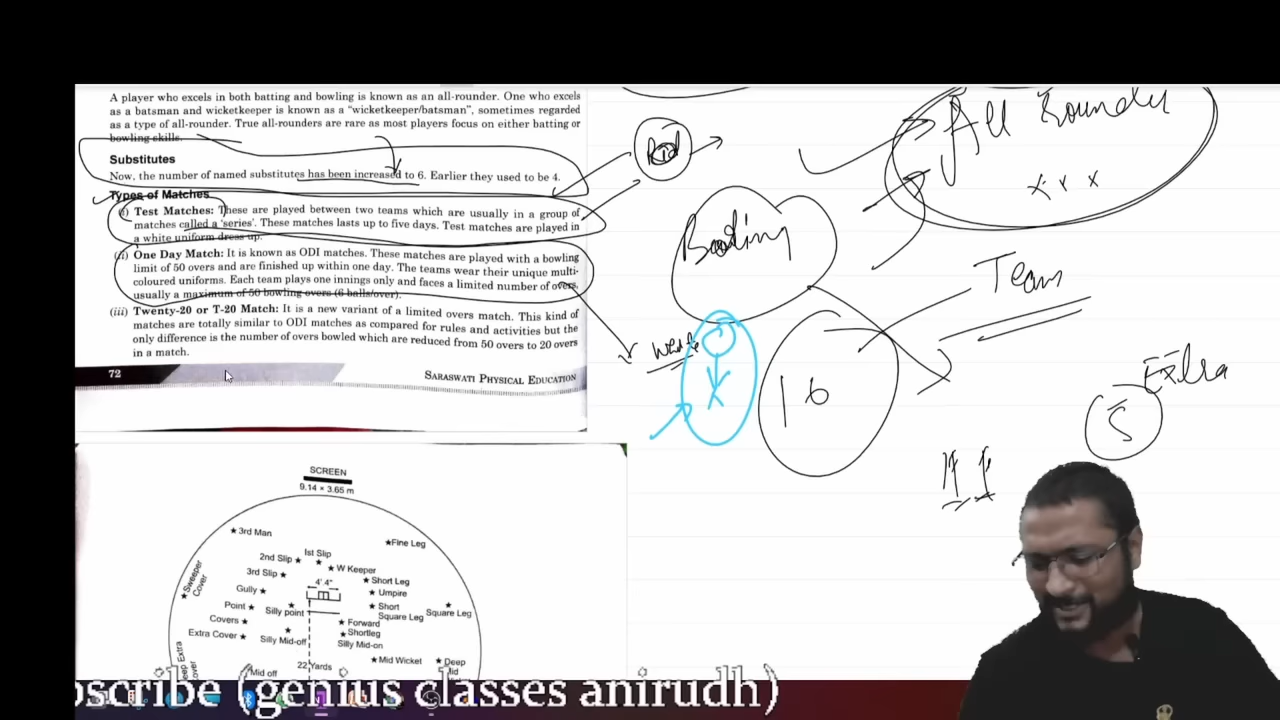 A player who excels in both batting and bowling is known as an all-rounder. One who excels
as a batsman and wicketkeeper is known as a "wicketkeeper/batsman", sometimes regarded
as a type of all-rounder. True all-rounders are rare as most players focus on either batting or
bowling skills.
Substitutes
Now, the number of named substitutes has been increased to 6. Earlier they used to be 4.
Types of Matches
(i) Test Matches: These are played between two teams which are usually in a group of
matches called a 'series'. These matches lasts up to five days. Test matches are played in
a white uniform dress up.
(ii) One Day Match: It is known as ODI matches. These matches are played with a bowling
limit of 50 overs and are finished up within one day. The teams wear their unique multi-
coloured uniforms. Each team plays one innings only and faces a limited number of overs,
usually a maximum of 50 bowling overs (6 balls/over).
(iii) Twenty-20 or T-20 Match: It is a new variant of a limited overs match. This kind of
matches are totally similar to ODI matches as compared for rules and activities but the
only difference is the number of overs bowled which are reduced from 50 overs to 20 overs
in a match.
72
SARASWATI PHYSICAL EDUCATION
All Rounder
x x x
Team
White
16
Extra
5
11
SCREEN
9.14 × 3.65 m
3rd Man
Fine Leg
1st Slip
2nd Slip
W Keeper
3rd Slip
4' 4"
Short Leg
Gully
Umpire
Sweeper
Cover
Point
Silly point
Short
Square Leg
Square Leg
Covers
Forward
Shortleg
Extra Cover
Silly Mid-off
Silly Mid-on
22 Yards
Mid Wicket
Deep
Mid
Mid off
Extra
bscribe (genius classes anirudh)